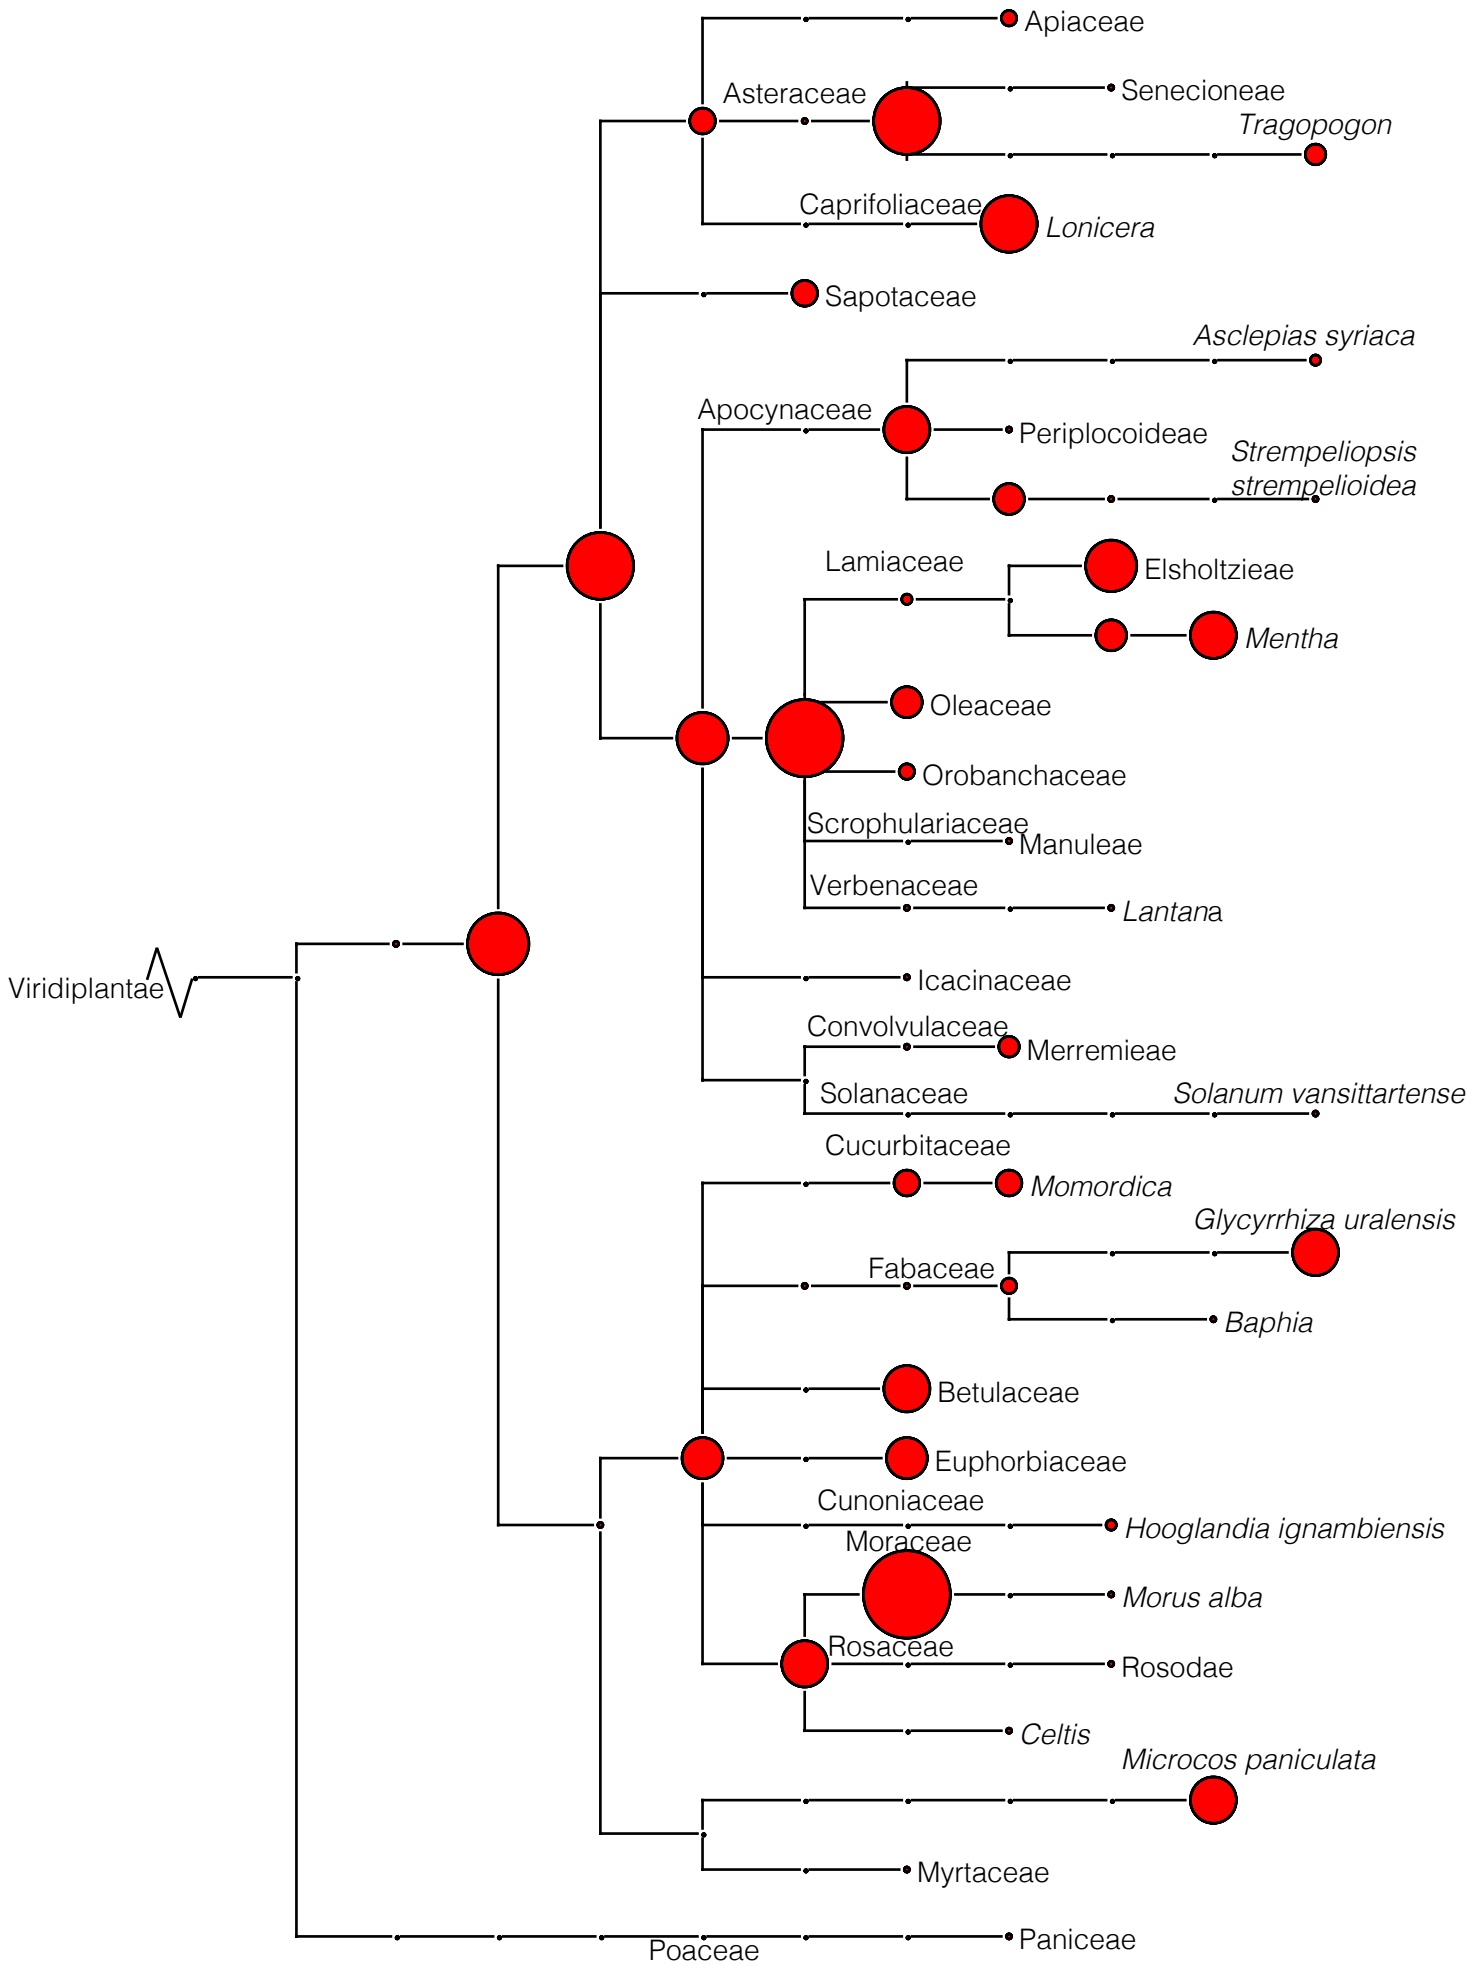 Apiaceae
Asteraceae
Senecioneae
Tragopogon
Caprifoliaceae
Lonicera
Sapotaceae
Asclepias syriaca
Apocynaceae
Periplocoideae
Strempeliopsis
strempelioidea
Lamiaceae
Elsholtzieae
Mentha
Oleaceae
Orobanchaceae
Scrophulariaceae
Manuleae
Verbenaceae
Lantana
Viridiplantae
Icacinaceae
Convolvulaceae
Merremieae
Solanaceae
Solanum vansittartense
Cucurbitaceae
Momordica
Glycyrrhiza uralensis
Fabaceae
Baphia
Betulaceae
Euphorbiaceae
Cunoniaceae
Hooglandia ignambiensis
Moraceae
Morus alba
Rosaceae
Rosodae
Celtis
Microcos paniculata
Myrtaceae
Poaceae
Paniceae